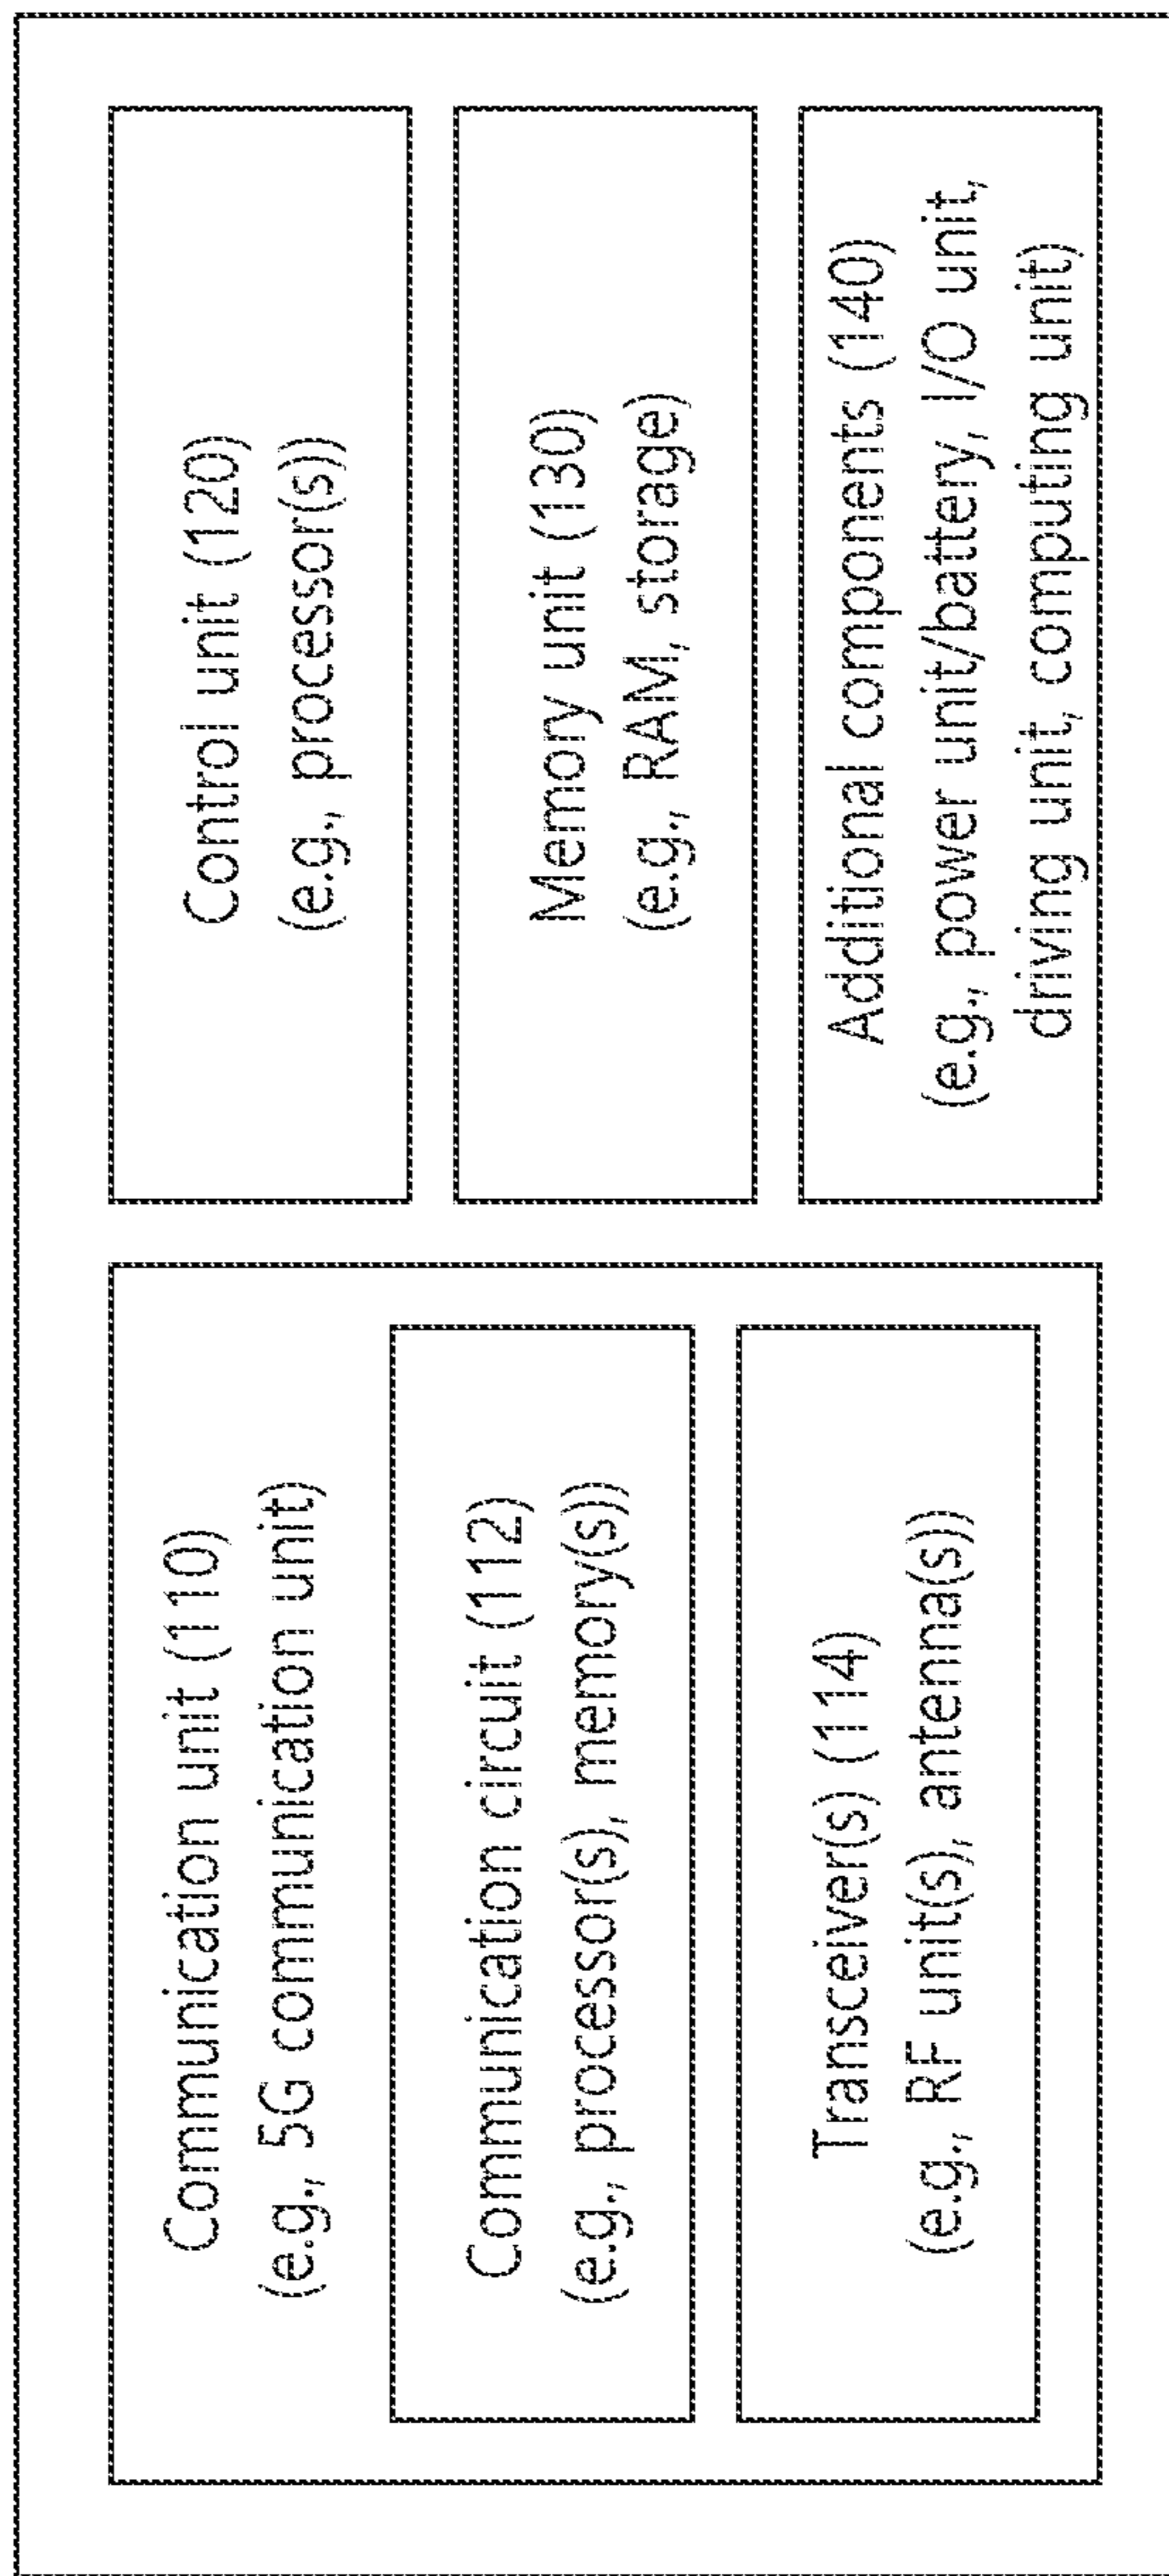 Communication unit (110)
(e.g., 5G communication unit)
Communication circuit (112)
(e.g., processor(s), memory(s))
Transceiver(s) (114)
(e.g., RF unit(s), antenna(s))
Control unit (120)
(e.g., processor(s))
Memory unit (130)
(e.g., RAM, storage)
Additional components (140)
(e.g., power unit/battery, I/O unit,
driving unit, computing unit)